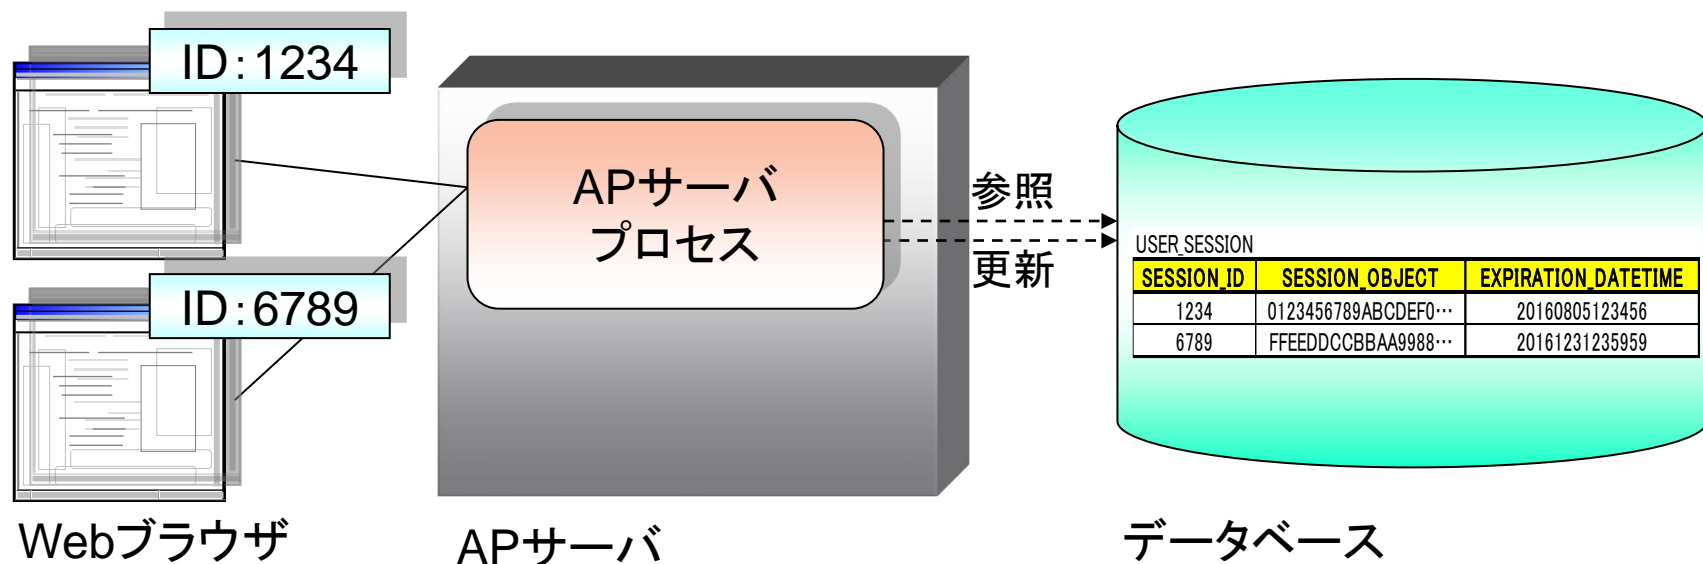 ID:1234
ID:6789
APサーバ
プロセス
参照
更新
USER_SESSION
SESSION_ID SESSION_OBJECT EXPIRATION_DATETIME
1234 0123456789ABCDEF0… 20160805123456
6789 FFEEDDCCBBAA9988… 20161231235959
Webブラウザ
APサーバ
データベース